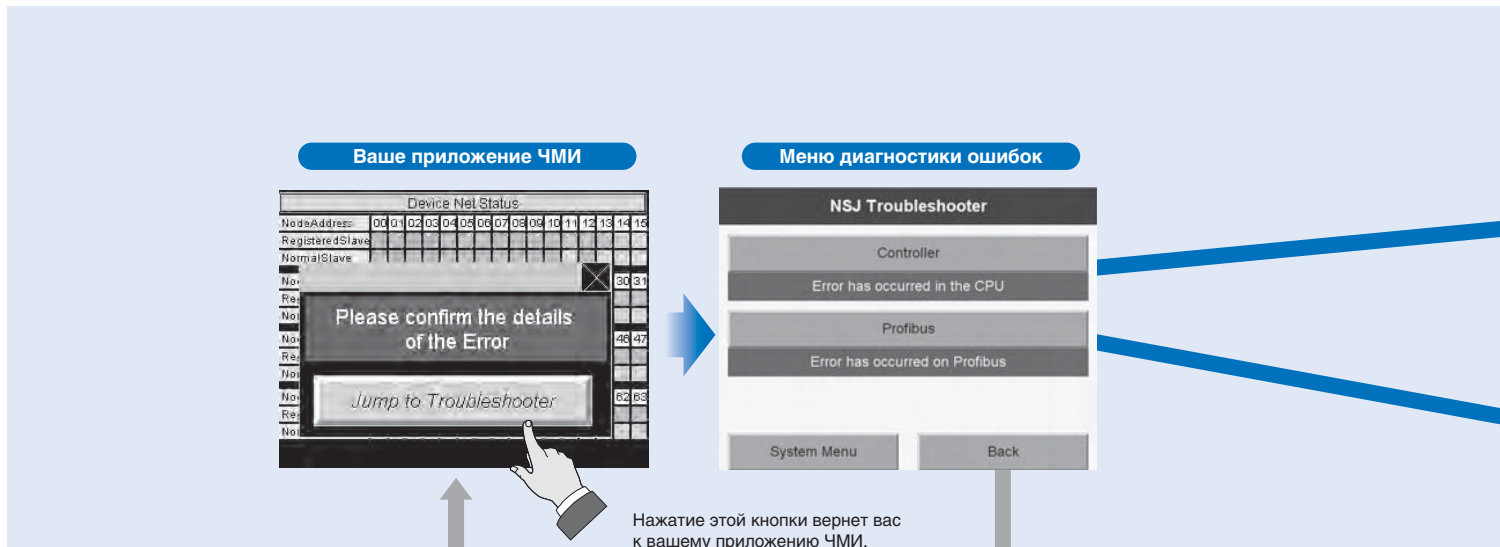 Ваше приложение ЧМИ
Меню диагностики ошибок
Device Net Status
NodeAddress 00 01 02 03 04 05 06 07 08 09 10 11 12 13 14 15
RegisteredSlave
NormalSlave
30 31
46 47
62 63
Please confirm the details
of the Error
Jump to Troubleshooter
NSJ Troubleshooter
Controller
Error has occurred in the CPU
Profibus
Error has occurred on Profibus
System Menu
Back
Нажатие этой кнопки вернет вас
к вашему приложению ЧМИ.